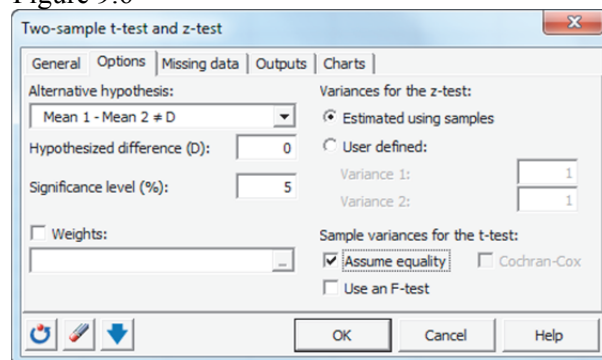 Two-sample t-test and z-test
General Options Missing data Outputs Charts
Alternative hypothesis:
Mean 1 - Mean 2 ≠ D
Hypothesized difference (D): 0
Significance level (%): 5
Weights:
Variances for the z-test:
Estimated using samples
User defined:
Variance 1: 1
Variance 2: 1
Sample variances for the t-test:
Assume equality Cochran-Cox
Use an F-test
OK Cancel Help